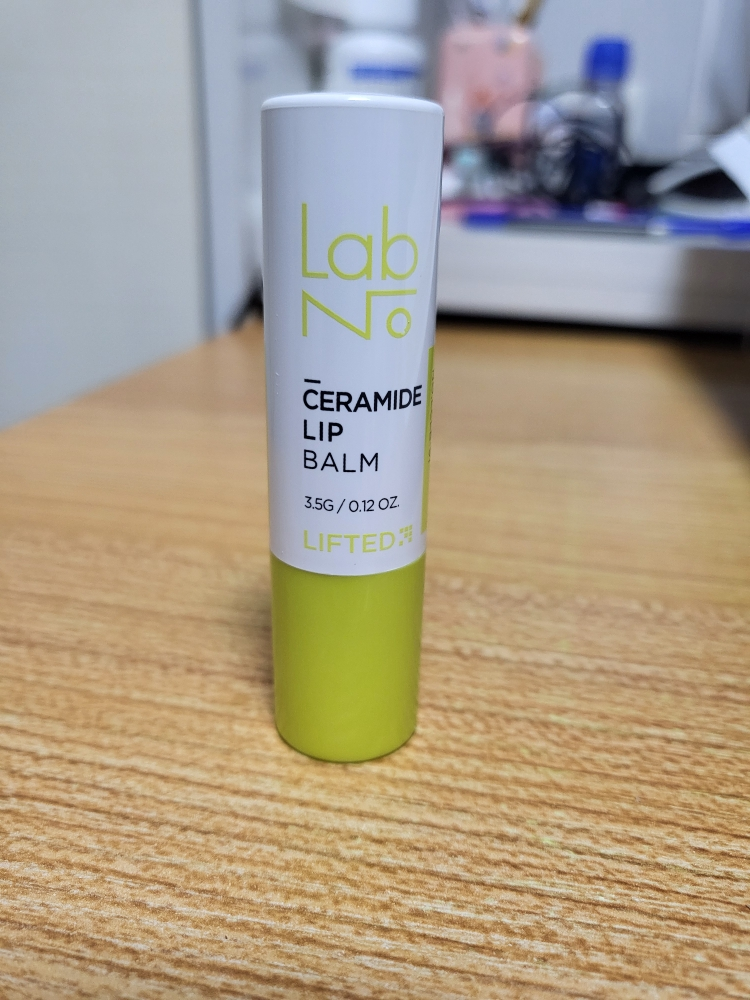 Lab
No
CERAMIDE
LIP
BALM
3.5G / 0.12 OZ.
LIFTED